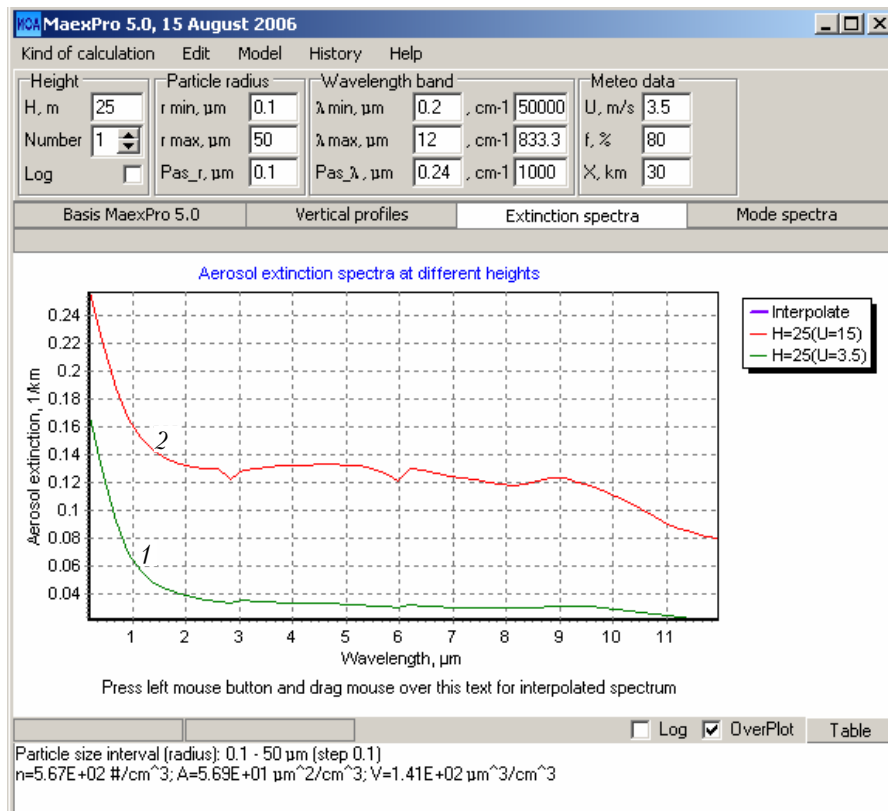 MaexPro 5.0, 15 August 2006
Kind of calculation Edit Model History Help
Height Particle radius Wavelength band Meteo data
H, m 25 r min, µm 0.1 λ min, µm 0.2 , cm-1 50000 U, m/s 3.5
Number 1 r max, µm 50 λ max, µm 12 , cm-1 833.3 f, % 80
Log Pas_r, µm 0.1 Pas_λ, µm 0.24 , cm-1 1000 X, km 30
Basis MaexPro 5.0 Vertical profiles Extinction spectra Mode spectra
Aerosol extinction spectra at different heights
Aerosol extinction, 1/km
0.24
0.22
0.2
0.18
0.16
0.14
0.12
0.1
0.08
0.06
0.04
2
1
Interpolate
H=25(U=15)
H=25(U=3.5)
1 2 3 4 5 6 7 8 9 10 11
Wavelength, µm
Press left mouse button and drag mouse over this text for interpolated spectrum
Log OverPlot Table
Particle size interval (radius): 0.1 - 50 µm (step 0.1)
n=5.67E+02 #/cm^3; A=5.69E+01 µm^2/cm^3; V=1.41E+02 µm^3/cm^3